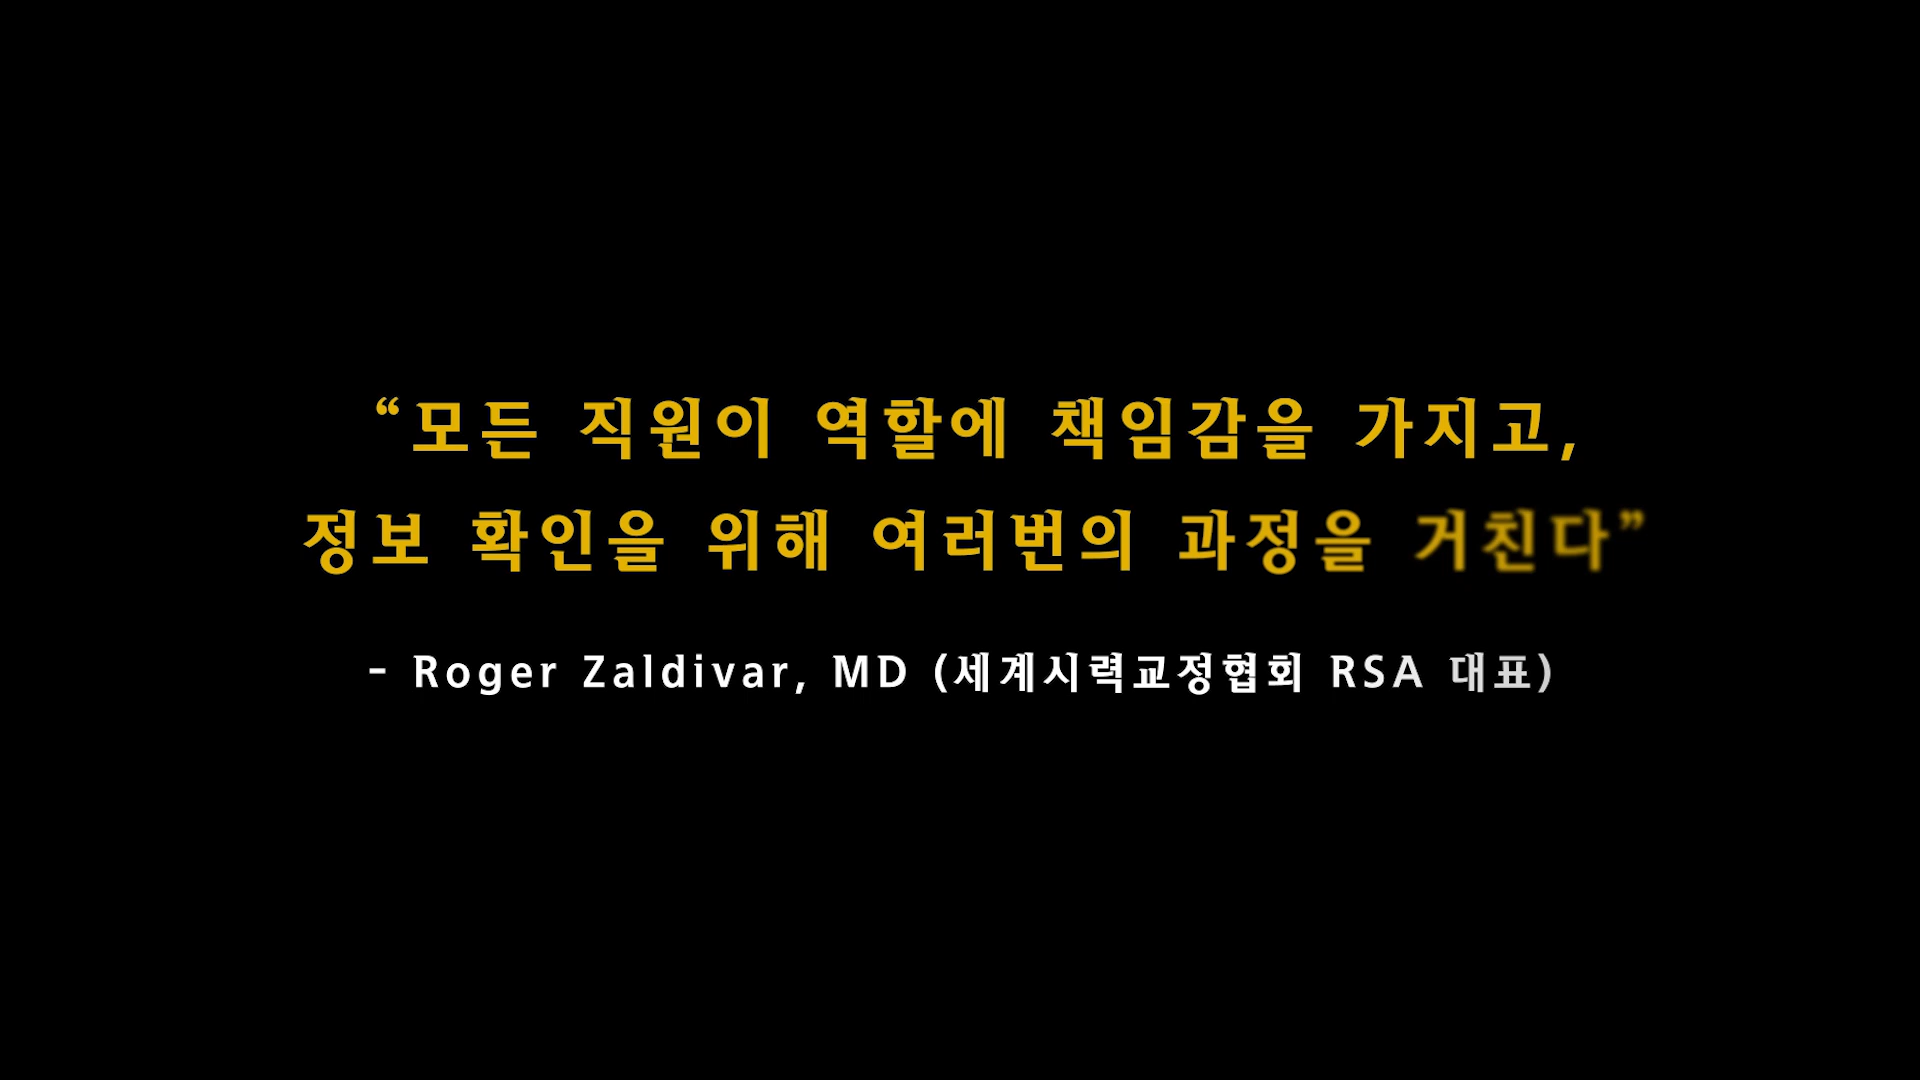 “모든 직원이 역할에 책임감을 가지고,
정보 확인을 위해 여러번의 과정을 거친다”
- Roger Zaldivar, MD (세계시력교정협회 RSA 대표)